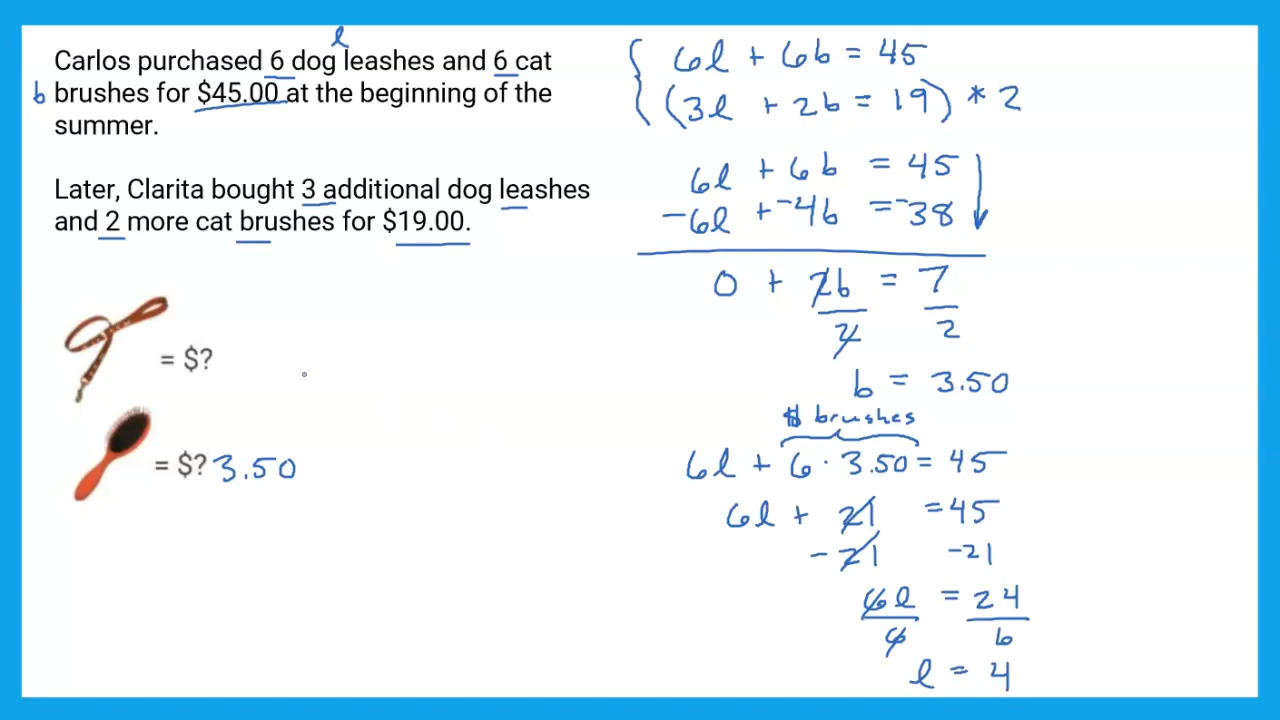 l
Carlos purchased 6 dog leashes and 6 cat
b brushes for $45.00 at the beginning of the
summer.
Later, Clarita bought 3 additional dog leashes
and 2 more cat brushes for $19.00.
= $?
= $? 3.50
6l + 6b = 45
(3l + 2b = 19) * 2
6l + 6b = 45
-6l + -4b = -38
0 + 2b = 7
2 2
b = 3.50
$ brushes
6l + 6 · 3.50 = 45
6l + 21 = 45
- 21 -21
6l = 24
6 6
l = 4